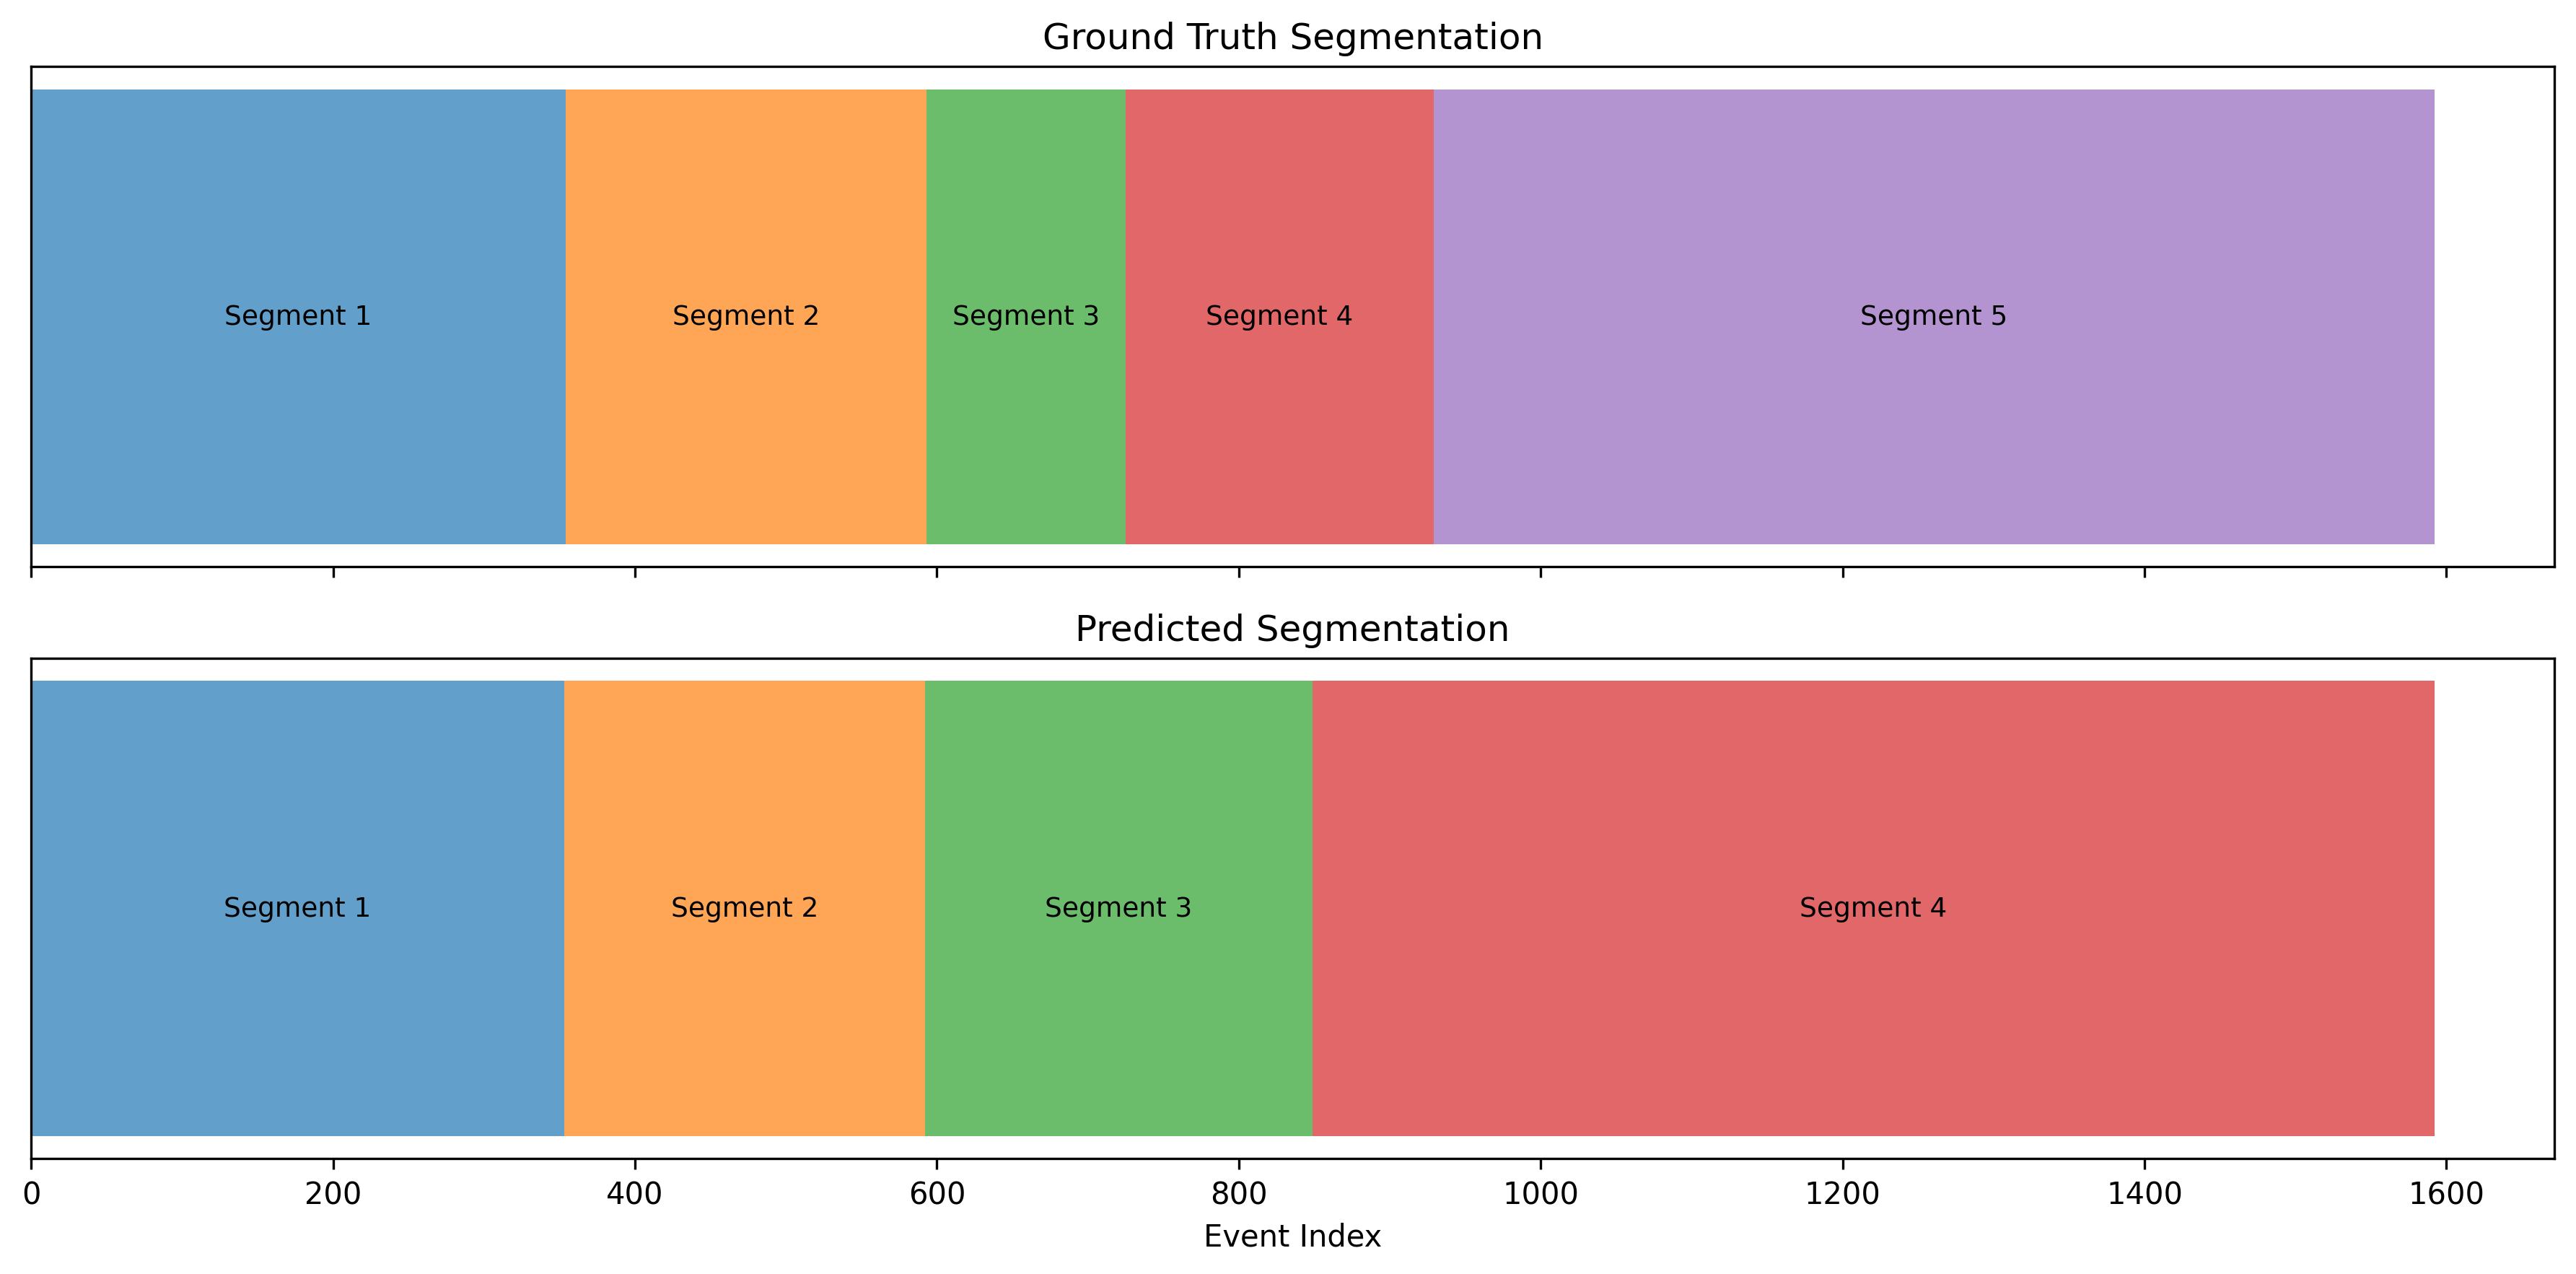 Ground Truth Segmentation
Segment 1 Segment 2 Segment 3 Segment 4 Segment 5
Predicted Segmentation
Segment 1 Segment 2 Segment 3 Segment 4
0 200 400 600 800 1000 1200 1400 1600
Event Index